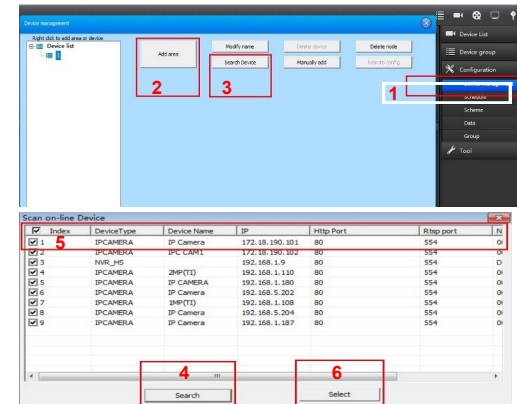 Device management
Right click to add area or device
Device list
1
Add area
Modify name
Delete device
Delete node
Search Device
Manually add
Remote config
2
3
1
Device List
Device group
Configuration
Schedule
Scheme
Data
Group
Tool
Scan on-line Device
Index DeviceType Device Name IP Http Port Rtsp port N
1 IPCAMERA IP Camera 172.18.190.101 80 554
5
2 IPCAMERA IPC CAM1 172.18.190.102 80 554
3 NVR_HS 192.168.1.9 80 554 D
4 IPCAMERA 2MP(TI) 192.168.1.110 80 554
5 IPCAMERA IP CAMERA 192.168.1.180 80 554
6 IPCAMERA IP Camera 192.168.5.202 80 554
7 IPCAMERA 1MP(TI) 192.168.1.108 80 554
8 IPCAMERA IP Camera 192.168.5.204 80 554
9 IPCAMERA IP Camera 192.168.1.187 80 554
4
6
Search
Select